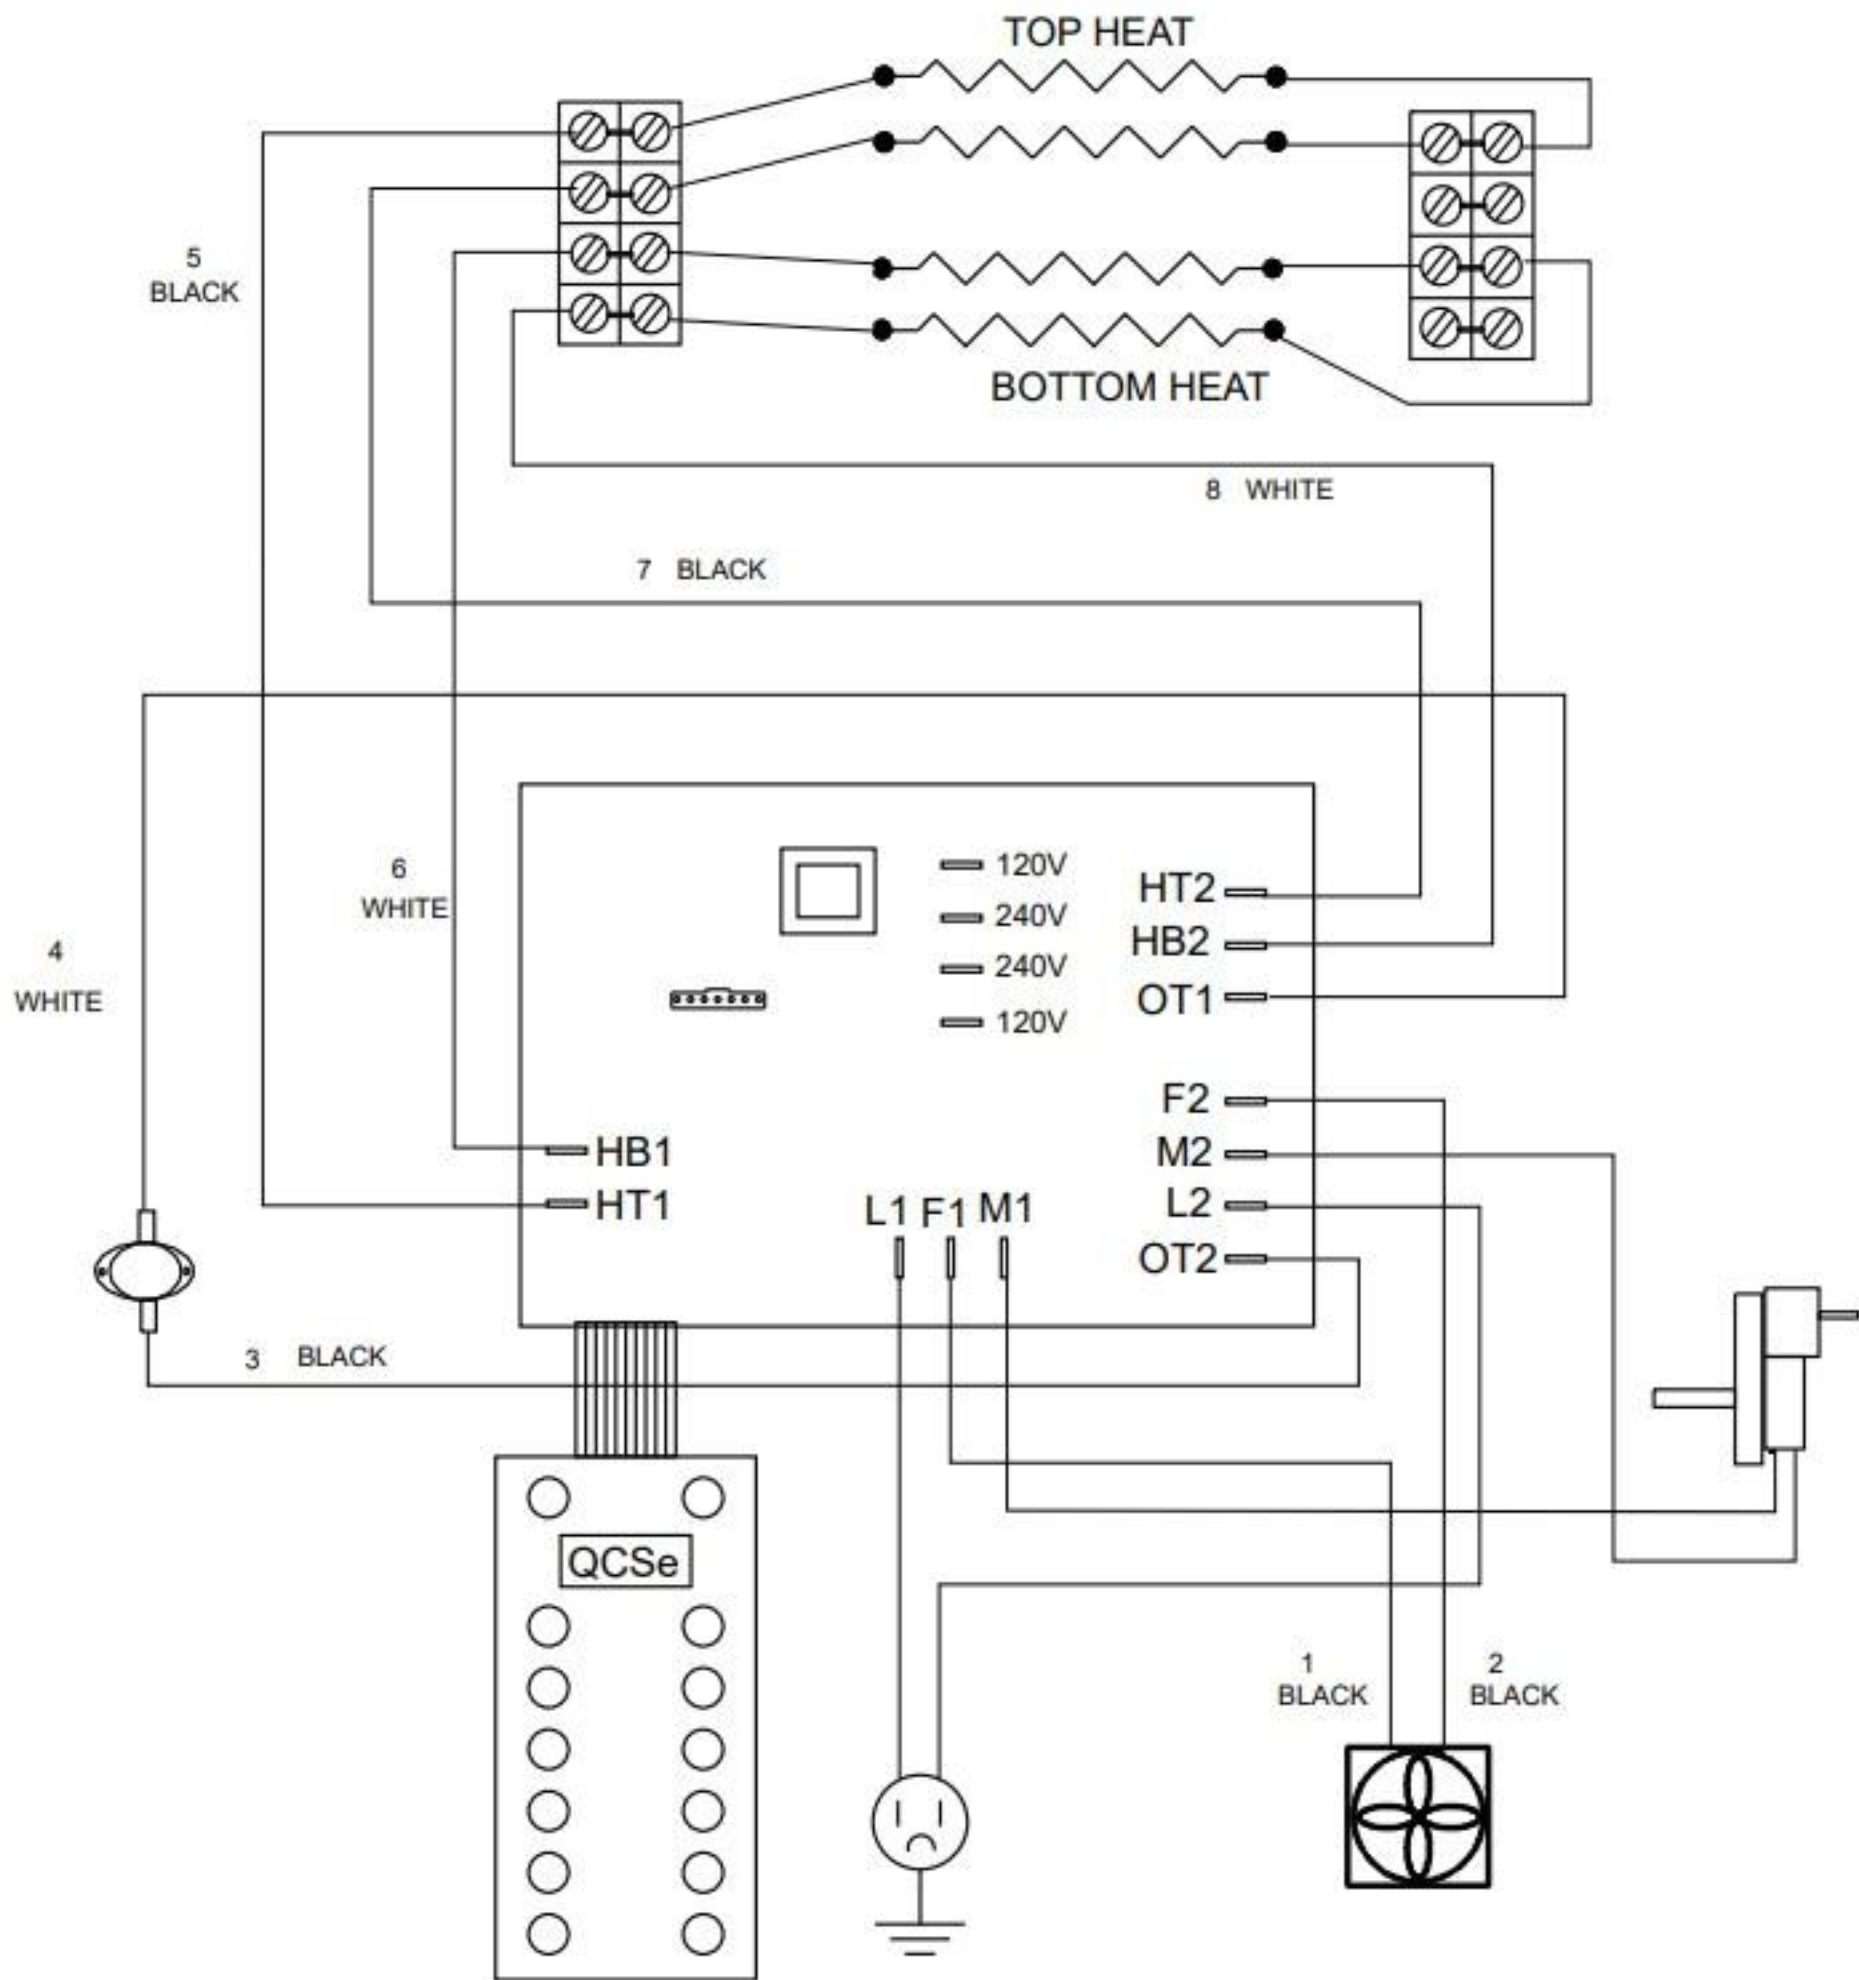 TOP HEAT
5
BLACK
BOTTOM HEAT
8 WHITE
7 BLACK
120V
6
WHITE
HT2
240V
HB2
4
WHITE
240V
OT1
120V
F2
HB1
M2
HT1
L1 F1 M1
L2
OT2
3 BLACK
QCSe
1
BLACK
2
BLACK